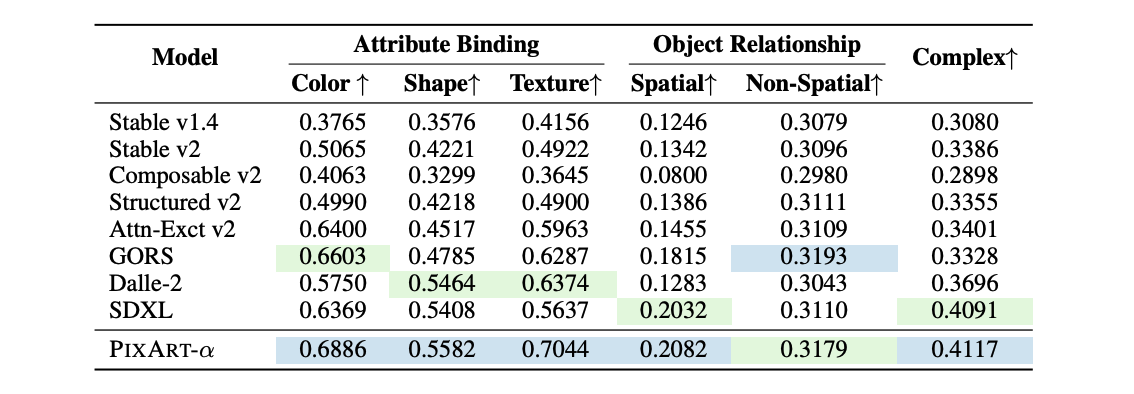 Model Attribute Binding Object Relationship Complex↑
Color ↑ Shape↑ Texture↑ Spatial↑ Non-Spatial↑
Stable v1.4 0.3765 0.3576 0.4156 0.1246 0.3079 0.3080
Stable v2 0.5065 0.4221 0.4922 0.1342 0.3096 0.3386
Composable v2 0.4063 0.3299 0.3645 0.0800 0.2980 0.2898
Structured v2 0.4990 0.4218 0.4900 0.1386 0.3111 0.3355
Attn-Exct v2 0.6400 0.4517 0.5963 0.1455 0.3109 0.3401
GORS 0.6603 0.4785 0.6287 0.1815 0.3193 0.3328
Dalle-2 0.5750 0.5464 0.6374 0.1283 0.3043 0.3696
SDXL 0.6369 0.5408 0.5637 0.2032 0.3110 0.4091
PIXART-α 0.6886 0.5582 0.7044 0.2082 0.3179 0.4117